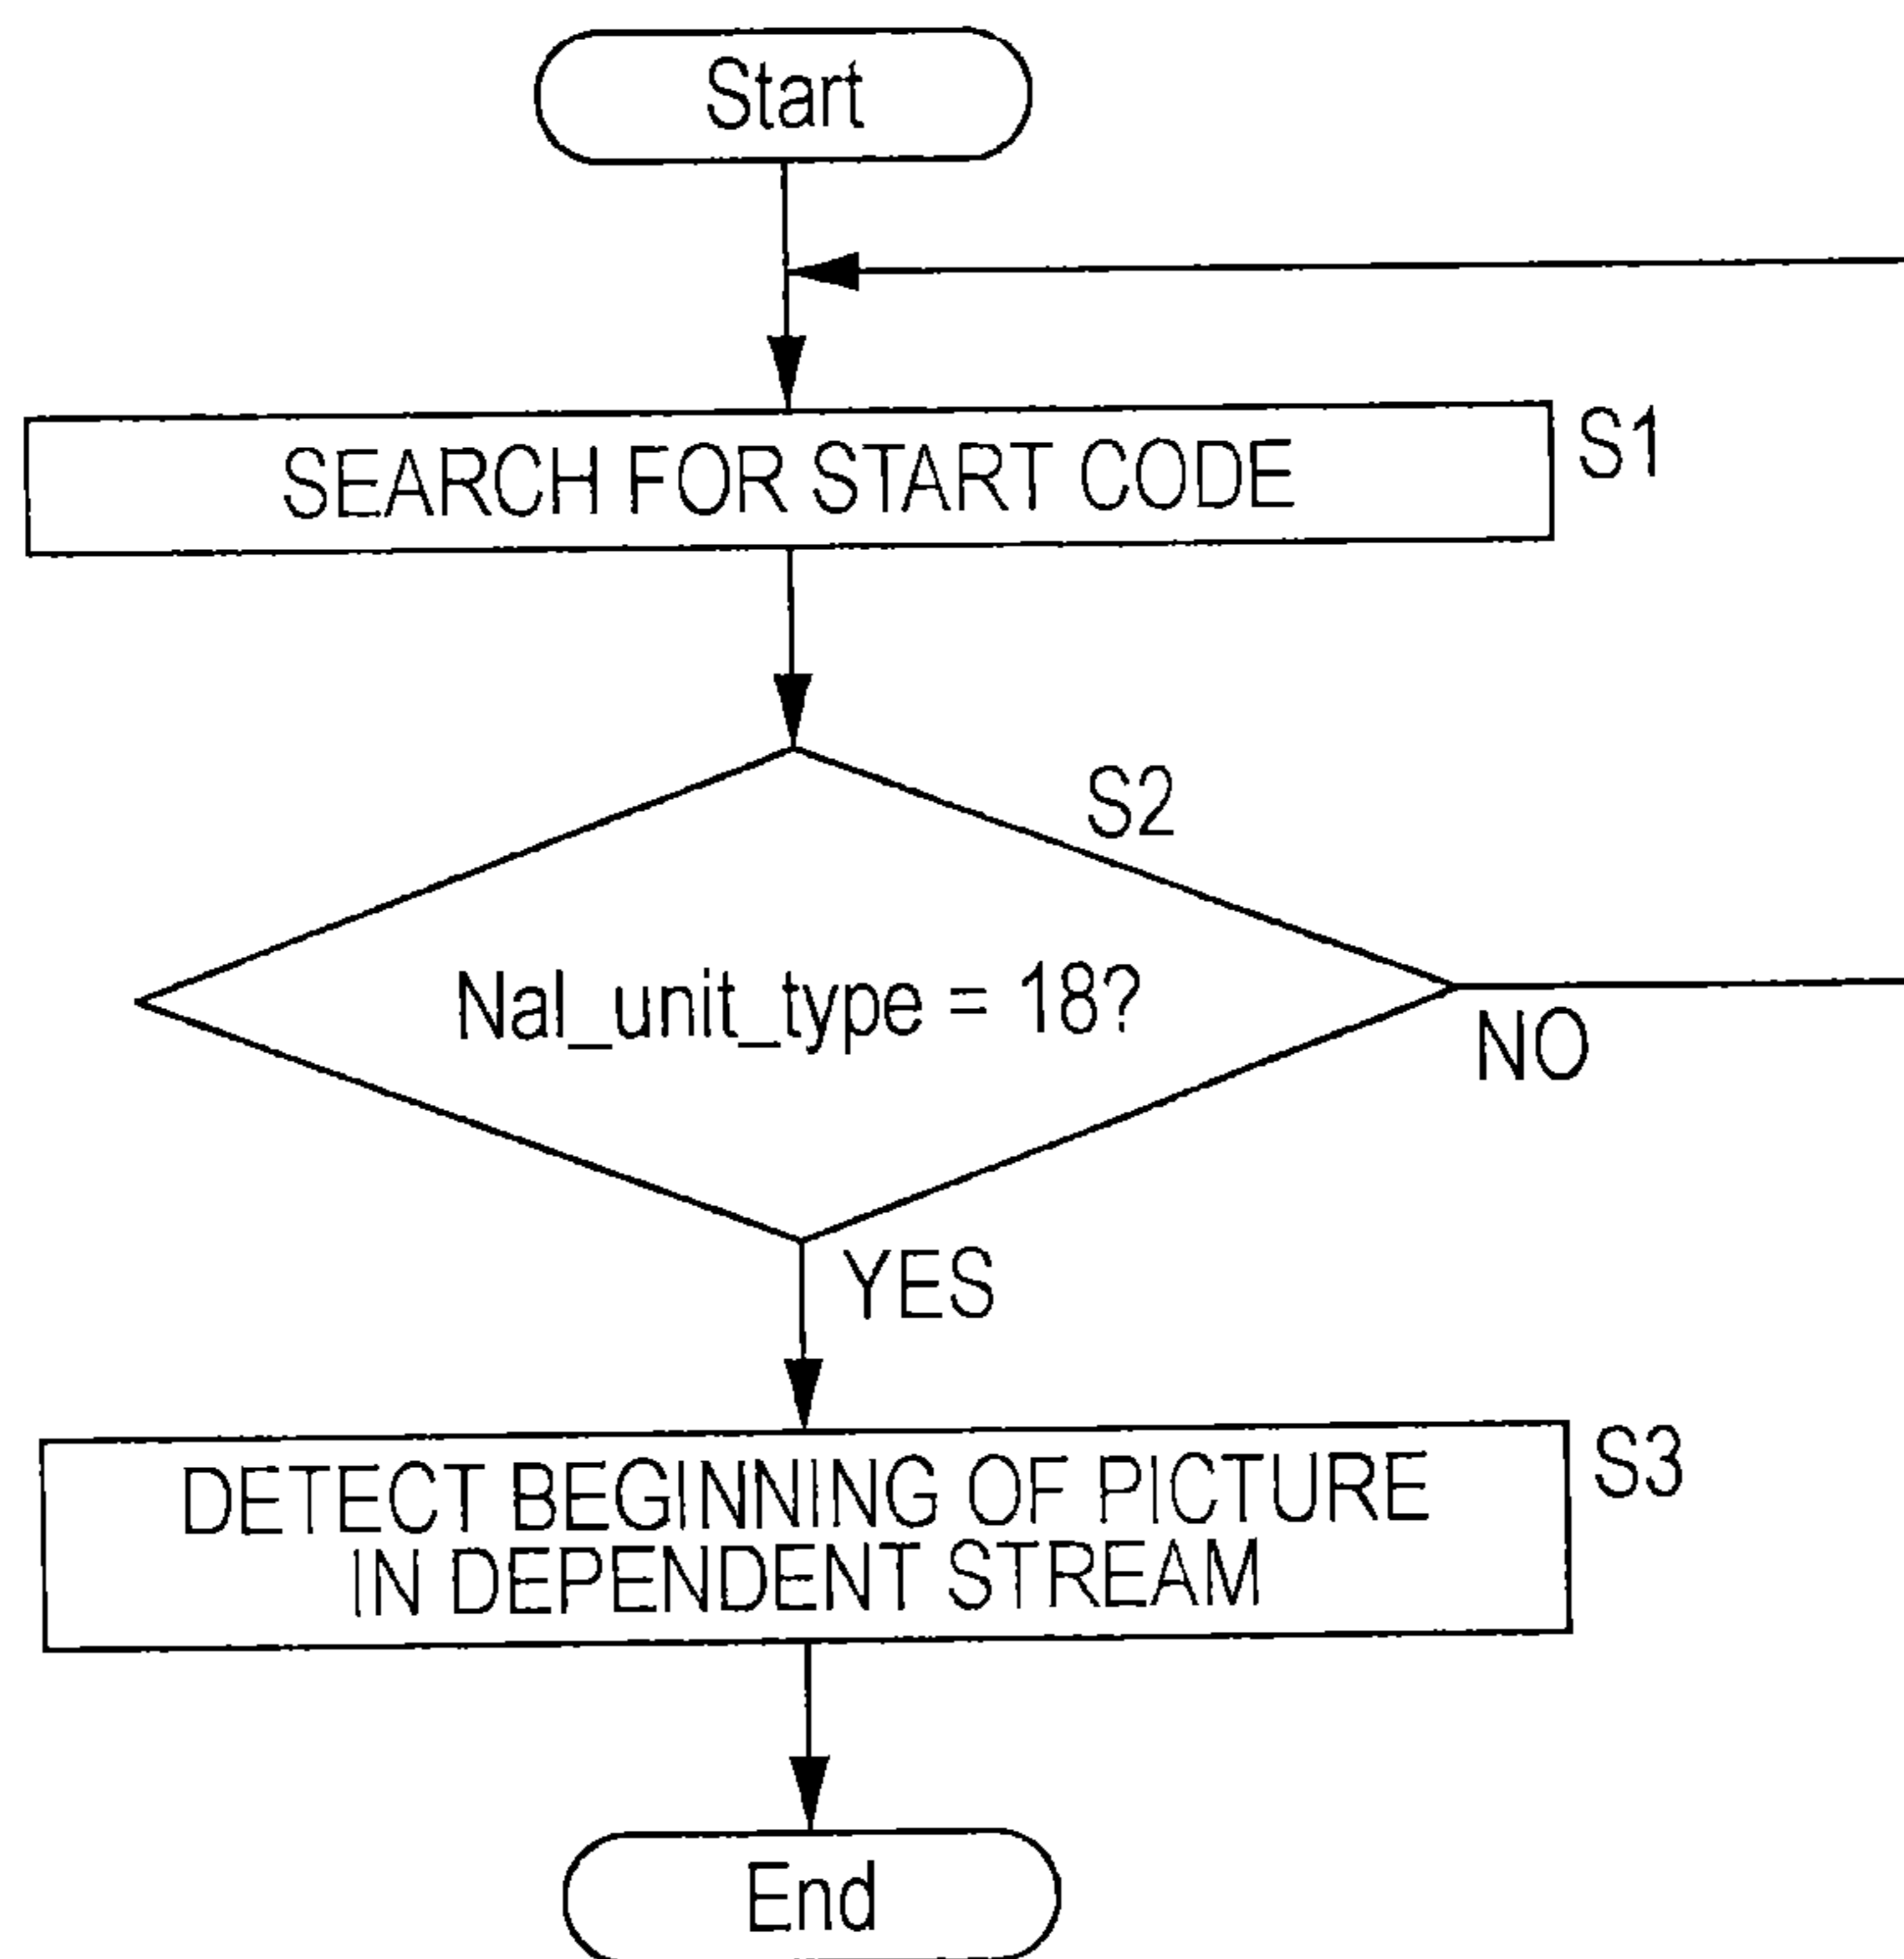 Start
SEARCH FOR START CODE
S1
S2
Nal_unit_type = 18?
NO
YES
DETECT BEGINNING OF PICTURE
IN DEPENDENT STREAM
S3
End